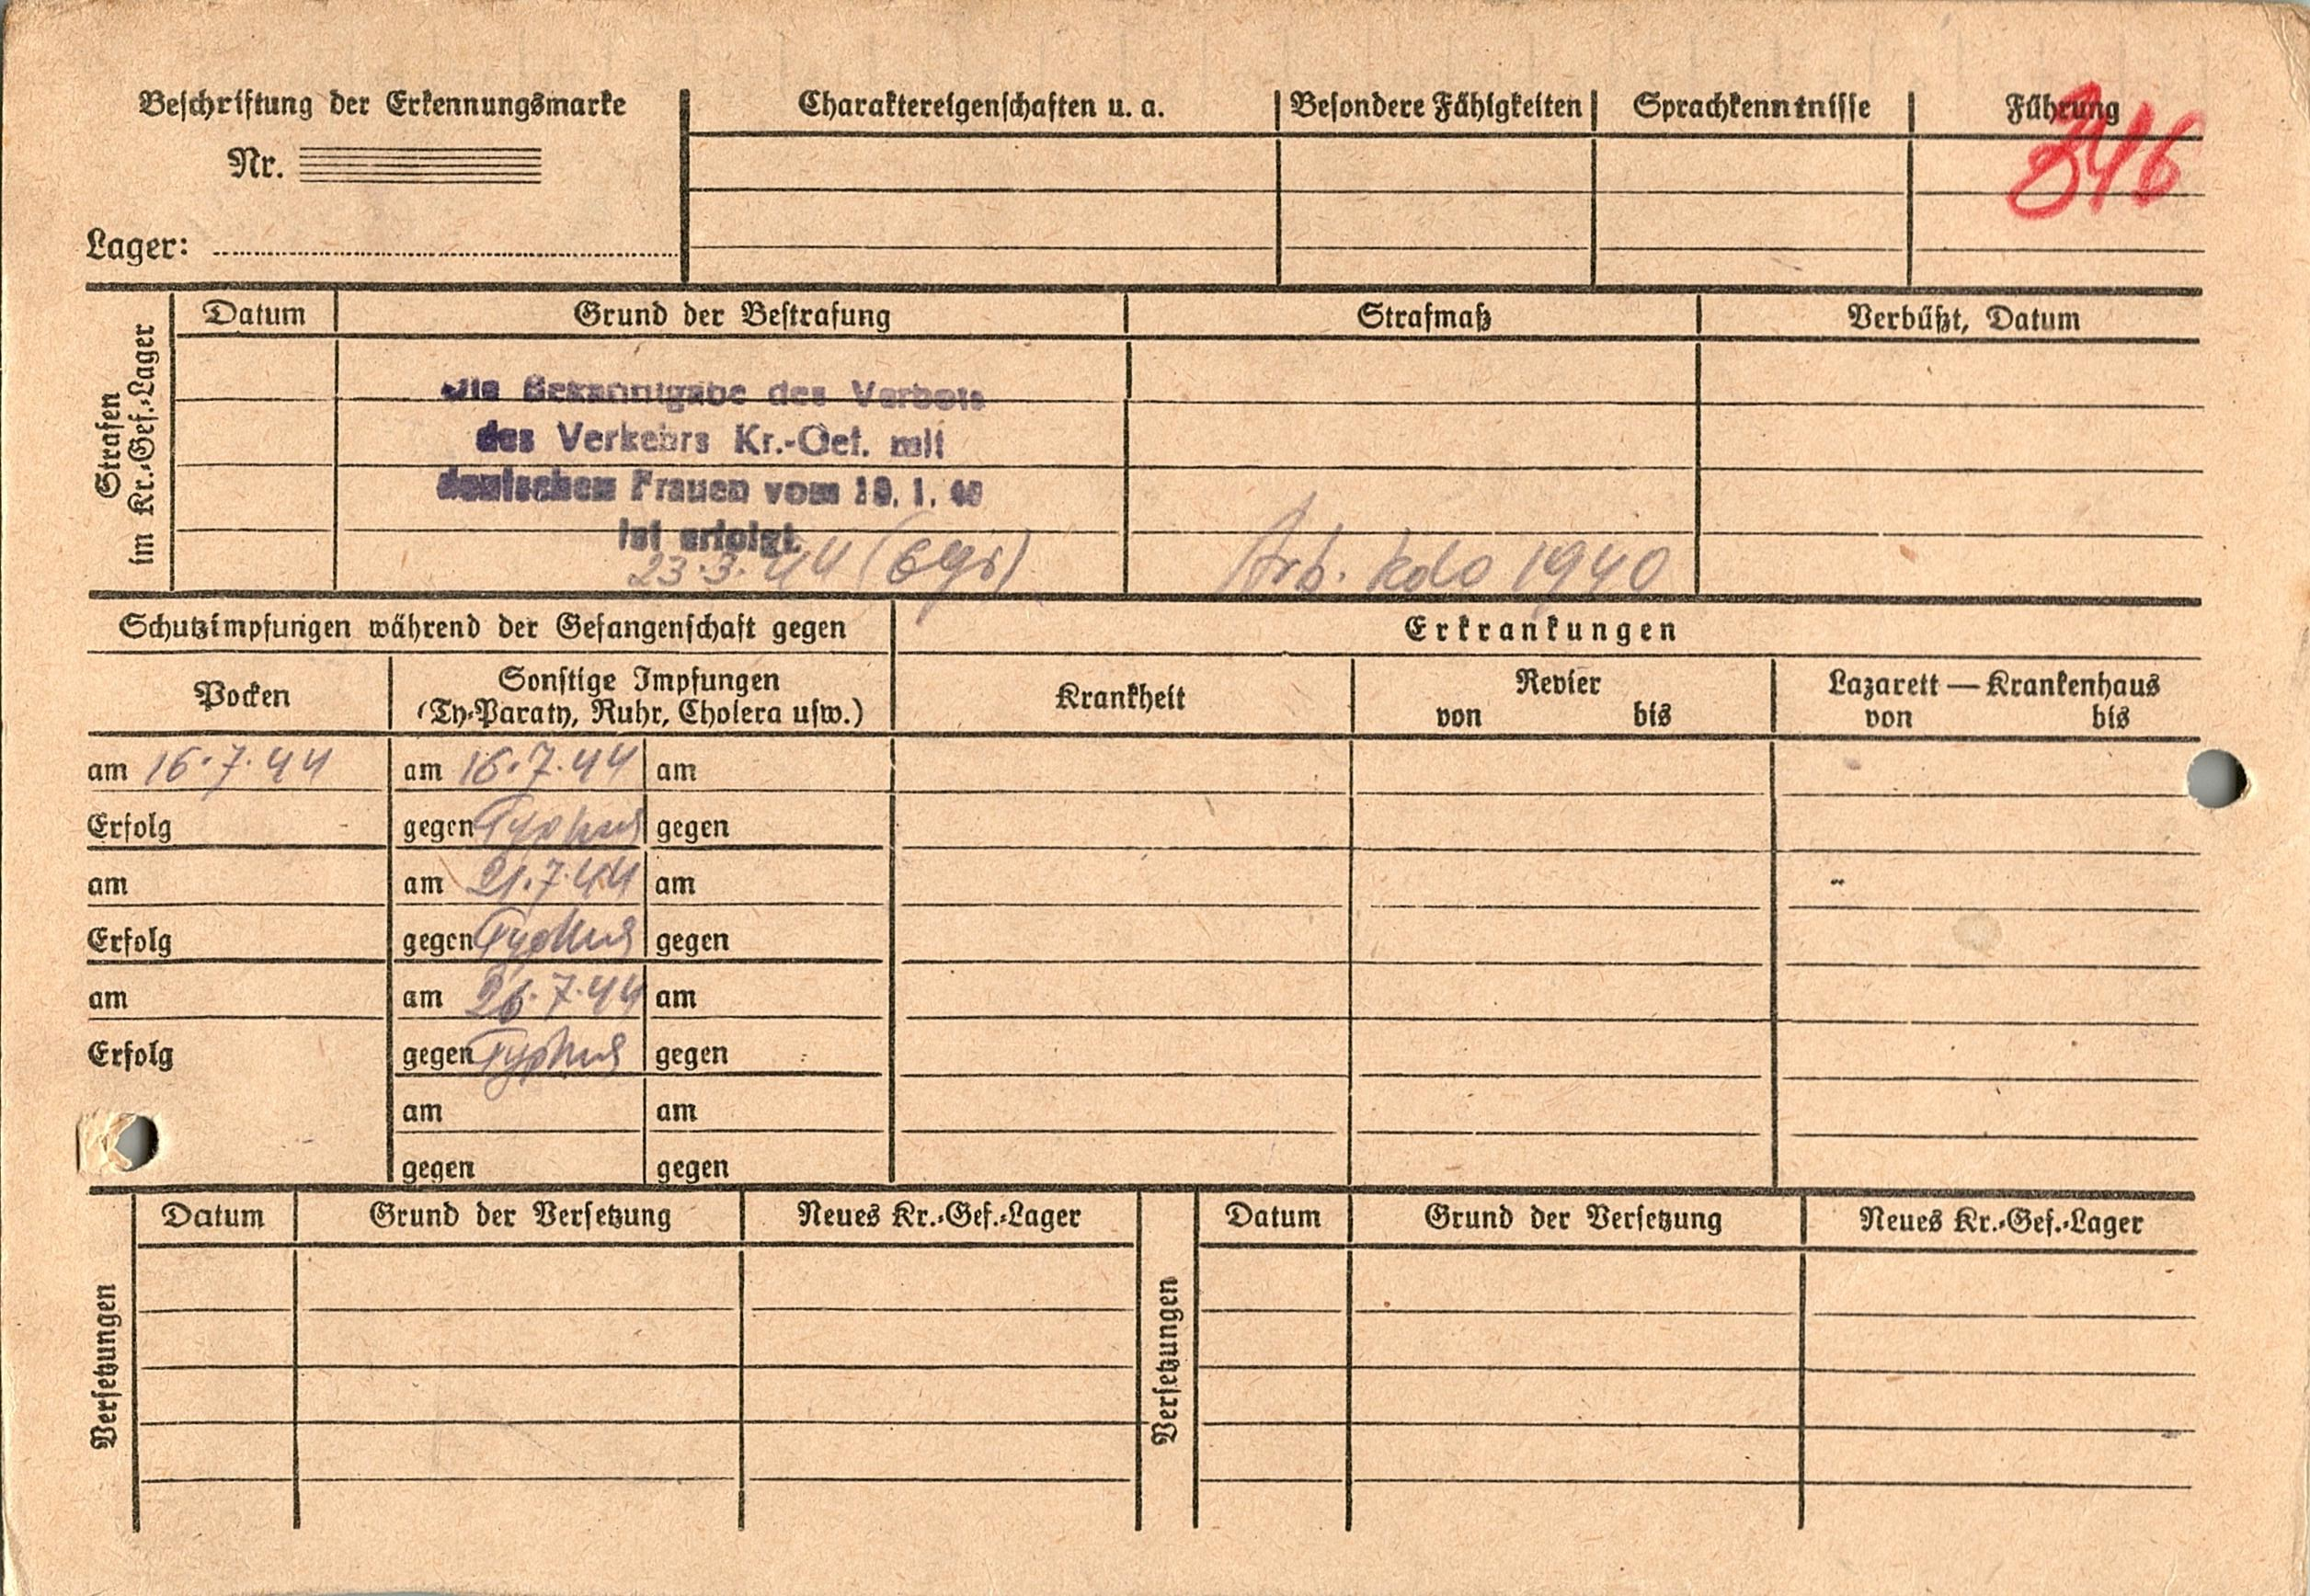 Beschriftung der Erkennungsmarke
Nr.
Lager:
Charaktereigenschaften u. a.
Besondere Fähigkeiten
Sprachkenntnisse
Führung
346
Strafen
im Kr.-Gef.-Lager
Datum
Grund der Bestrafung
Strafmaß
Verbüßt, Datum
Die Bekanntgabe des Verbots
des Verkehrs Kr.-Gef. mit
deutschen Frauen vom 10. 1. 40
ist erfolgt.
23.3.44
Arb. Kdo 1940
Schutzimpfungen während der Gefangenschaft gegen
Erkrankungen
Pocken
Sonstige Impfungen
(Ty-Paraty, Ruhr, Cholera usw.)
Krankheit
Revier
von bis
Lazarett — Krankenhaus
von bis
am 16.7.44 am 16.7.44 am
Erfolg gegen Typhus gegen
am am 21.7.44 am
Erfolg gegen Typhus gegen
am am 26.7.44 am
Erfolg gegen Typhus gegen
am am
gegen gegen
Versetzungen
Datum Grund der Versetzung Neues Kr.-Gef.-Lager
Versetzungen
Datum Grund der Versetzung Neues Kr.-Gef.-Lager